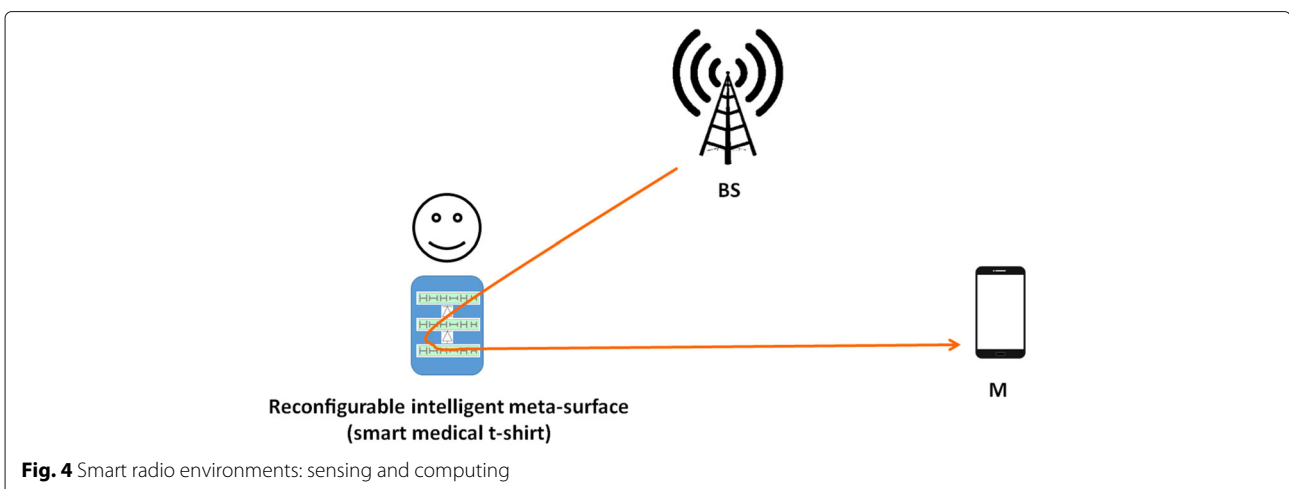 BS
M
Reconfigurable intelligent meta-surface
(smart medical t-shirt)
Fig. 4 Smart radio environments: sensing and computing